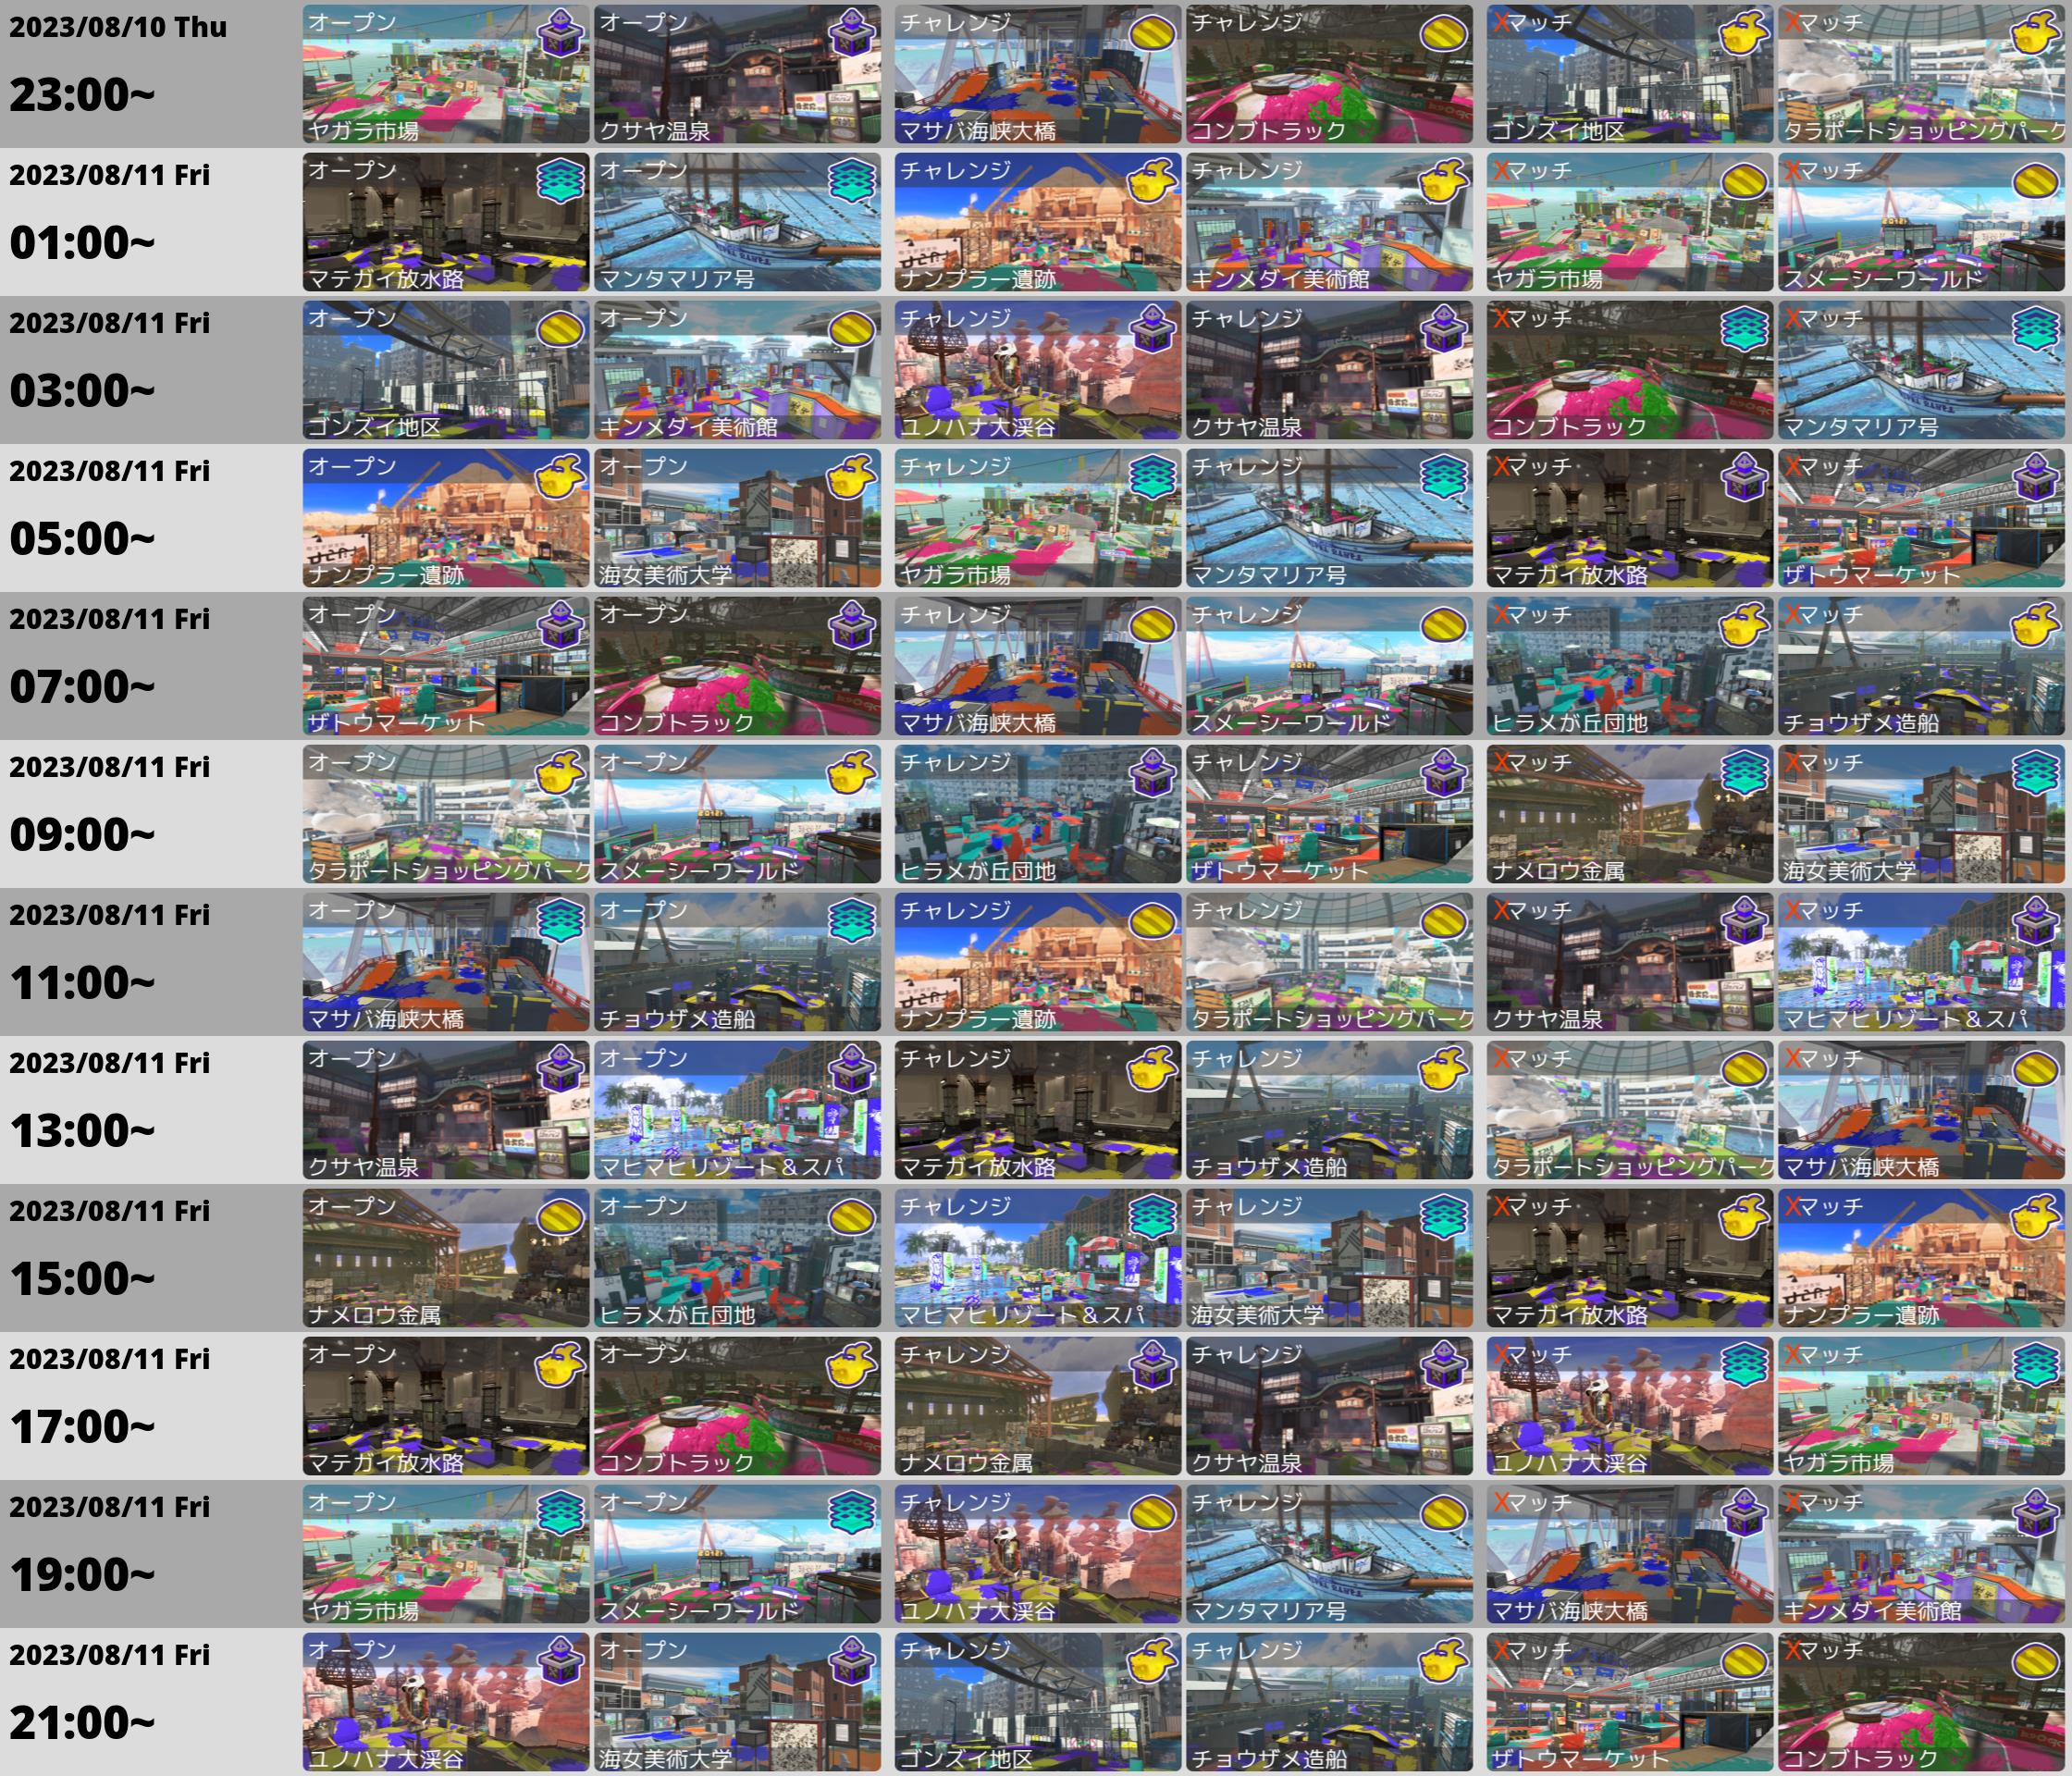 2023/08/10 Thu
23:00~
オープン オープン チャレンジ チャレンジ Xマッチ Xマッチ
ヤガラ市場 クサヤ温泉 マサバ海峡大橋 コンブトラック ゴンズイ地区 タラポートショッピングパーク
2023/08/11 Fri
01:00~
オープン オープン チャレンジ チャレンジ Xマッチ Xマッチ
マテガイ放水路 マンタマリア号 ナンプラー遺跡 キンメダイ美術館 ヤガラ市場 スメーシーワールド
2023/08/11 Fri
03:00~
オープン オープン チャレンジ チャレンジ Xマッチ Xマッチ
ゴンズイ地区 キンメダイ美術館 ユノハナ大渓谷 クサヤ温泉 コンブトラック マンタマリア号
2023/08/11 Fri
05:00~
オープン オープン チャレンジ チャレンジ Xマッチ Xマッチ
ナンプラー遺跡 海女美術大学 ヤガラ市場 マンタマリア号 マテガイ放水路 ザトウマーケット
2023/08/11 Fri
07:00~
オープン オープン チャレンジ チャレンジ Xマッチ Xマッチ
ザトウマーケット コンブトラック マサバ海峡大橋 スメーシーワールド ヒラメが丘団地 チョウザメ造船
2023/08/11 Fri
09:00~
オープン オープン チャレンジ チャレンジ Xマッチ Xマッチ
タラポートショッピングパーク スメーシーワールド ヒラメが丘団地 ザトウマーケット ナメロウ金属 海女美術大学
2023/08/11 Fri
11:00~
オープン オープン チャレンジ チャレンジ Xマッチ Xマッチ
マサバ海峡大橋 チョウザメ造船 ナンプラー遺跡 タラポートショッピングパーク クサヤ温泉 マヒマヒリゾート＆スパ
2023/08/11 Fri
13:00~
オープン オープン チャレンジ チャレンジ Xマッチ Xマッチ
クサヤ温泉 マヒマヒリゾート＆スパ マテガイ放水路 チョウザメ造船 タラポートショッピングパーク マサバ海峡大橋
2023/08/11 Fri
15:00~
オープン オープン チャレンジ チャレンジ Xマッチ Xマッチ
ナメロウ金属 ヒラメが丘団地 マヒマヒリゾート＆スパ 海女美術大学 マテガイ放水路 ナンプラー遺跡
2023/08/11 Fri
17:00~
オープン オープン チャレンジ チャレンジ Xマッチ Xマッチ
マテガイ放水路 コンブトラック ナメロウ金属 クサヤ温泉 ユノハナ大渓谷 ヤガラ市場
2023/08/11 Fri
19:00~
オープン オープン チャレンジ チャレンジ Xマッチ Xマッチ
ヤガラ市場 スメーシーワールド ユノハナ大渓谷 マンタマリア号 マサバ海峡大橋 キンメダイ美術館
2023/08/11 Fri
21:00~
オープン オープン チャレンジ チャレンジ Xマッチ Xマッチ
ユノハナ大渓谷 海女美術大学 ゴンズイ地区 チョウザメ造船 ザトウマーケット コンブトラック